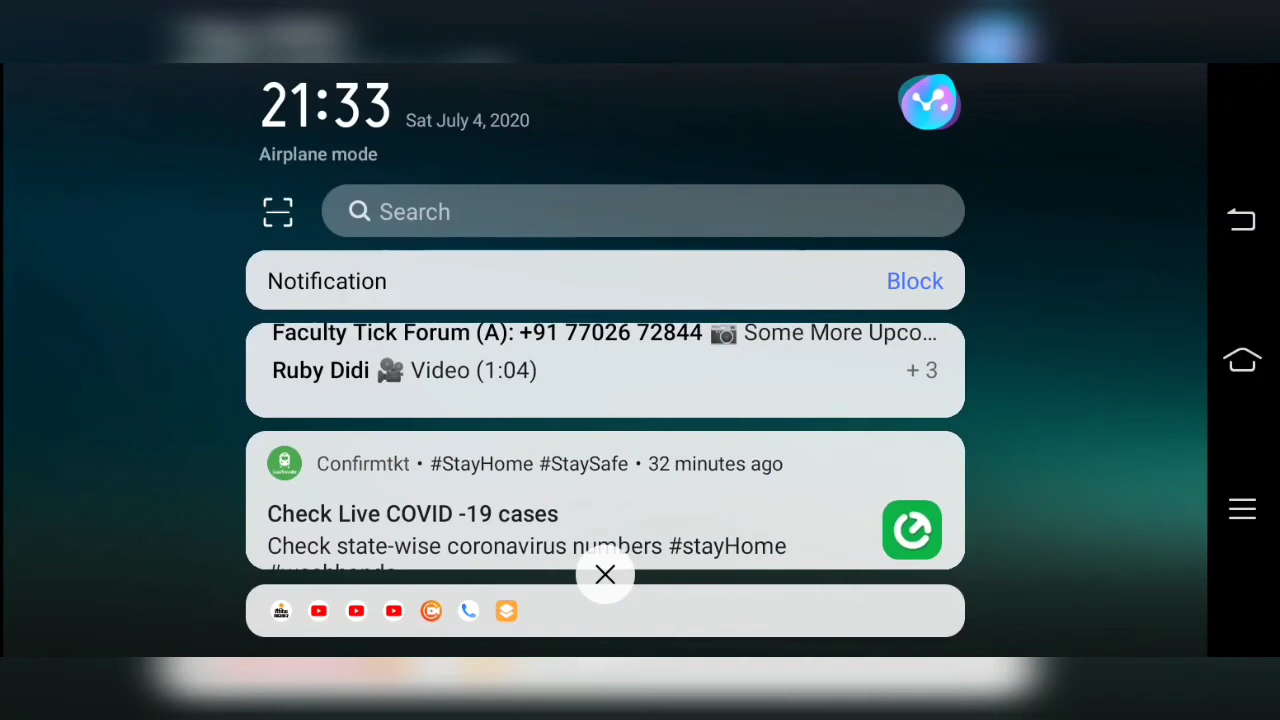 21:33 Sat July 4, 2020
Airplane mode
Search
Notification Block
Faculty Tick Forum (A): +91 77026 72844 📷 Some More Upco...
Ruby Didi 🎥 Video (1:04) + 3
Confirmtkt • #StayHome #StaySafe • 32 minutes ago
Check Live COVID -19 cases
Check state-wise coronavirus numbers #stayHome